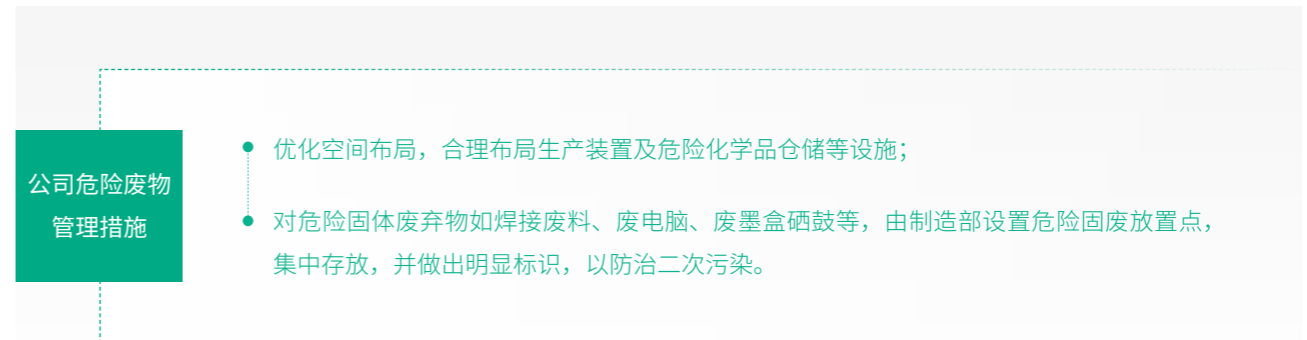 公司危险废物
管理措施
优化空间布局，合理布局生产装置及危险化学品仓储等设施；
对危险固体废弃物如焊接废料、废电脑、废墨盒硒鼓等，由制造部设置危险固废放置点，
集中存放，并做出明显标识，以防治二次污染。